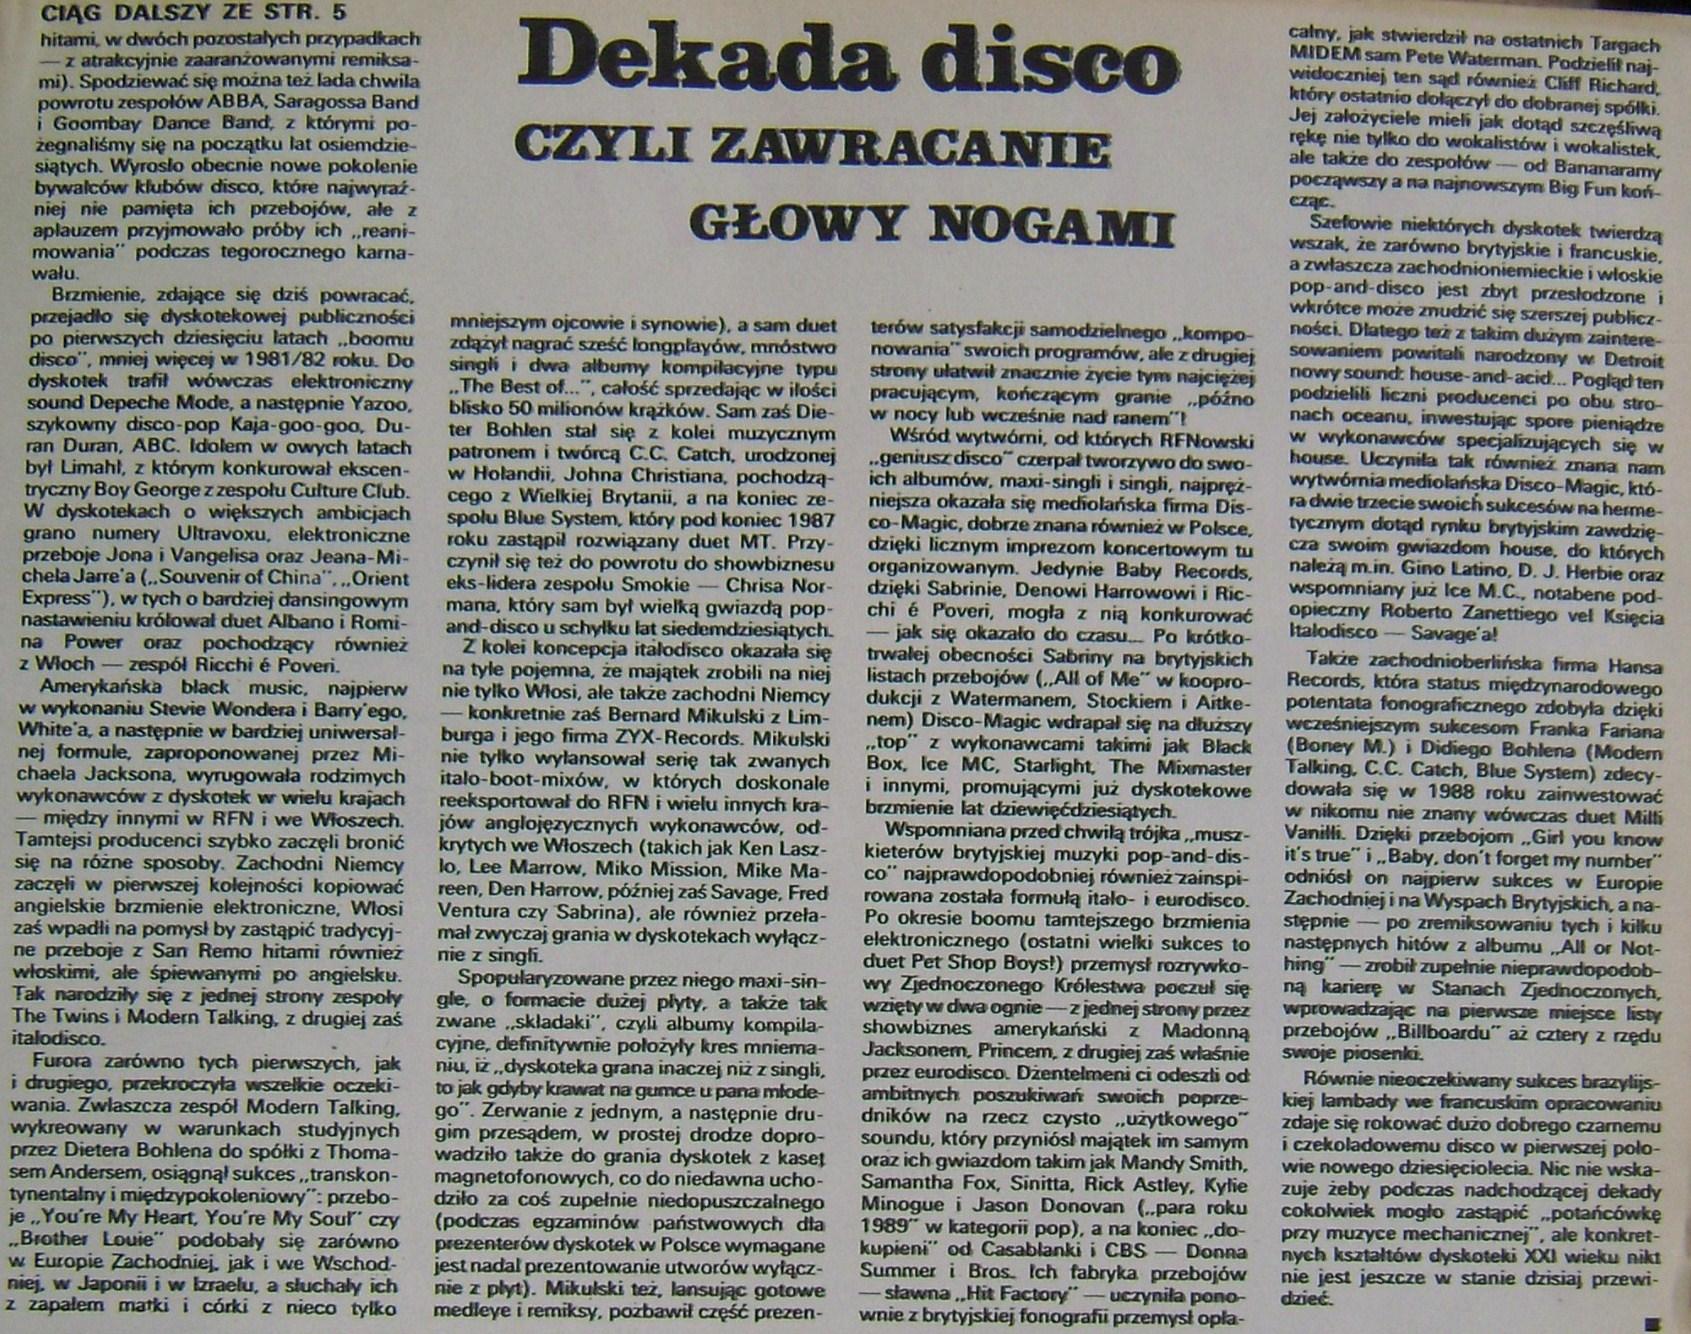 CIĄG DALSZY ZE STR. 5
Dekada disco
CZYLI ZAWRACANIE
GŁOWY NOGAMI
hitami, w dwóch pozostałych przypadkach
— z atrakcyjnie zaaranżowanymi remiksa-
mi). Spodziewać się można też lada chwila
powrotu zespołów ABBA, Saragossa Band
i Goombay Dance Band, z którymi po-
żegnaliśmy się na początku lat osiemdzie-
siątych. Wyrosło obecnie nowe pokolenie
bywalców klubów disco, które najwyraź-
niej nie pamięta ich przebojów, ale z
aplauzem przyjmowało próby ich „reani-
mowania" podczas tegorocznego karna-
wału.
Brzmienie, zdające się dziś powracać,
przejadło się dyskotekowej publiczności
po pierwszych dziesięciu latach „boomu
disco", mniej więcej w 1981/82 roku. Do
dyskotek trafił wówczas elektroniczny
sound Depeche Mode, a następnie Yazoo,
szykowny disco-pop Kaja-goo-goo, Du-
ran Duran, ABC. Idolem w owych latach
był Limahl, z którym konkurował ekscen-
tryczny Boy George z zespołu Culture Club.
W dyskotekach o większych ambicjach
grano numery Ultravoxu, elektroniczne
przeboje Jona i Vangelisa oraz Jeana-Mi-
chela Jarre'a („Souvenir of China", „Orient
Express"), w tych o bardziej dansingowym
nastawieniu królował duet Albano i Romi-
na Power oraz pochodzący również
z Włoch — zespół Ricchi é Poveri.
Amerykańska black music, najpierw
w wykonaniu Stevie Wondera i Barry'ego,
White'a, a następnie w bardziej uniwersal-
nej formule, zaproponowanej przez Mi-
chaela Jacksona, wyrugowała rodzimych
wykonawców z dyskotek w wielu krajach
— między innymi w RFN i we Włoszech.
Tamtejsi producenci szybko zaczęli bronić
się na różne sposoby. Zachodni Niemcy
zaczęli w pierwszej kolejności kopiować
angielskie brzmienie elektroniczne, Włosi
zaś wpadli na pomysł by zastąpić tradycyj-
ne przeboje z San Remo hitami również
włoskimi, ale śpiewanymi po angielsku.
Tak narodziły się z jednej strony zespoły
The Twins i Modern Talking, z drugiej zaś
italodisco.
Furora zarówno tych pierwszych, jak
i drugiego, przekroczyła wszelkie oczeki-
wania. Zwłaszcza zespół Modern Talking,
wykreowany w warunkach studyjnych
przez Dietera Bohlena do spółki z Thoma-
sem Andersem, osiągnął sukces „transkon-
tynentalny i międzypokoleniowy": przebo-
je „You're My Heart, You're My Soul" czy
„Brother Louie" podobały się zarówno
w Europie Zachodniej, jak i we Wschod-
niej, w Japonii i w Izraelu, a słuchały ich
z zapałem matki i córki z nieco tylko
mniejszym ojcowie i synowie), a sam duet
zdążył nagrać sześć longplayów, mnóstwo
singli i dwa albumy kompilacyjne typu
„The Best of...", całość sprzedając w ilości
blisko 50 milionów krążków. Sam zaś Die-
ter Bohlen stał się z kolei muzycznym
patronem i twórcą C.C. Catch, urodzonej
w Holandii, Johna Christiana, pochodzą-
cego z Wielkiej Brytanii, a na koniec ze-
społu Blue System, który pod koniec 1987
roku zastąpił rozwiązany duet MT. Przy-
czynił się też do powrotu do showbiznesu
eks-lidera zespołu Smokie — Chrisa Nor-
mana, który sam był wielką gwiazdą pop-
and-disco u schyłku lat siedemdziesiątych.
Z kolei koncepcja italodisco okazała się
na tyle pojemna, że majątek zrobili na niej
nie tylko Włosi, ale także zachodni Niemcy
— konkretnie zaś Bernard Mikulski z Lim-
burga i jego firma ZYX-Records. Mikulski
nie tylko wylansował serię tak zwanych
italo-boot-mixów, w których doskonale
reeksportował do RFN i wielu innych kra-
jów anglojęzycznych wykonawców, od-
krytych we Włoszech (takich jak Ken Lasz-
lo, Lee Marrow, Miko Mission, Mike Ma-
reen, Den Harrow, później zaś Savage, Fred
Ventura czy Sabrina), ale również przeła-
mał zwyczaj grania w dyskotekach wyłącz-
nie z singli.
Spopularyzowane przez niego maxi-sin-
gle, o formacie dużej płyty, a także tak
zwane „składaki", czyli albumy kompila-
cyjne, definitywnie położyły kres mniema-
niu, iż „dyskoteka grana inaczej niż z singli,
to jak gdyby krawat na gumce u pana młode-
go". Zerwanie z jednym, a następnie dru-
gim przesądem, w prostej drodze dopro-
wadziło także do grania dyskotek z kaset
magnetofonowych, co do niedawna ucho-
dziło za coś zupełnie niedopuszczalnego
(podczas egzaminów państwowych dla
prezenterów dyskotek w Polsce wymagane
jest nadal prezentowanie utworów wyłącz-
nie z płyt). Mikulski też, lansując gotowe
medleye i remiksy, pozbawił część prezen-
terów satysfakcji samodzielnego „kompo-
nowania" swoich programów, ale z drugiej
strony ułatwił znacznie życie tym najciężej
pracującym, kończącym granie „późno
w nocy lub wcześnie nad ranem"!
Wśród wytwórni, od których RFNowski
„geniusz disco" czerpał tworzywo do swo-
ich albumów, maxi-singli i singli, najpręż-
niejsza okazała się mediolańska firma Dis-
co-Magic, dobrze znana również w Polsce,
dzięki licznym imprezom koncertowym tu
organizowanym. Jedynie Baby Records,
dzięki Sabrinie, Denowi Harrowowi i Ric-
chi é Poveri, mogła z nią konkurować
— jak się okazało do czasu... Po krótko-
trwałej obecności Sabriny na brytyjskich
listach przebojów („All of Me" w koopro-
dukcji z Watermanem, Stockiem i Aitke-
nem) Disco-Magic wdrapał się na dłuższy
„top" z wykonawcami takimi jak Black
Box, Ice MC, Starlight, The Mixmaster
i innymi, promującymi już dyskotekowe
brzmienie lat dziewięćdziesiątych.
Wspomniana przed chwilą trójka „musz-
kieterów brytyjskiej muzyki pop-and-dis-
co" najprawdopodobniej również zainspi-
rowana została formułą italo- i eurodisco.
Po okresie boomu tamtejszego brzmienia
elektronicznego (ostatni wielki sukces to
duet Pet Shop Boys!) przemysł rozrywko-
wy Zjednoczonego Królestwa poczuł się
wzięty w dwa ognie — z jednej strony przez
showbiznes amerykański z Madonną
Jacksonem, Princem, z drugiej zaś właśnie
przez eurodisco. Dżentelmeni ci odeszli od
ambitnych poszukiwań swoich poprze-
dników na rzecz czysto „użytkowego"
soundu, który przyniósł majątek im samym
oraz ich gwiazdom takim jak Mandy Smith,
Samantha Fox, Sinitta, Rick Astley, Kylie
Minogue i Jason Donovan („para roku
1989" w kategorii pop), a na koniec „do-
kupieni" od Casablanki i CBS — Donna
Summer i Bros. Ich fabryka przebojów
— sławna „Hit Factory" — uczyniła pono-
wnie z brytyjskiej fonografii przemysł opła-
calny, jak stwierdził na ostatnich Targach
MIDEM sam Pete Waterman. Podzielił naj-
widoczniej ten sąd również Cliff Richard,
który ostatnio dołączył do dobranej spółki.
Jej założyciele mieli jak dotąd szczęśliwą
rękę nie tylko do wokalistów i wokalistek,
ale także do zespołów — od Bananaramy
począwszy a na najnowszym Big Fun koń-
cząc.
Szefowie niektórych dyskotek twierdzą
wszak, że zarówno brytyjskie i francuskie,
a zwłaszcza zachodnioniemieckie i włoskie
pop-and-disco jest zbyt przesłodzone i
wkrótce może znudzić się szerszej publicz-
ności. Dlatego też z takim dużym zaintere-
sowaniem powitali narodzony w Detroit
nowy sound: house-and-acid... Pogląd ten
podzielili liczni producenci po obu stro-
nach oceanu, inwestując spore pieniądze
w wykonawców specjalizujących się w
house. Uczyniła tak również znana nam
wytwórnia mediolańska Disco-Magic, któ-
ra dwie trzecie swoich sukcesów na herme-
tycznym dotąd rynku brytyjskim zawdzię-
cza swoim gwiazdom house, do których
należą m.in. Gino Latino, D. J. Herbie oraz
wspomniany już Ice M.C., notabene pod-
opieczny Roberto Zanettiego vel Księcia
Italodisco — Savage'a!
Także zachodnioberlińska firma Hansa
Records, która status międzynarodowego
potentata fonograficznego zdobyła dzięki
wcześniejszym sukcesom Franka Fariana
(Boney M.) i Didiego Bohlena (Modern
Talking, C.C. Catch, Blue System) zdecy-
dowała się w 1988 roku zainwestować
w nikomu nie znany wówczas duet Milli
Vanilli. Dzięki przebojom „Girl you know
it's true" i „Baby, don't forget my number"
odniósł on najpierw sukces w Europie
Zachodniej i na Wyspach Brytyjskich, a na-
stępnie — po zremiksowaniu tych i kilku
następnych hitów z albumu „All or Not-
hing" — zrobił zupełnie nieprawdopodob-
ną karierę w Stanach Zjednoczonych,
wprowadzając na pierwsze miejsce listy
przebojów „Billboardu" aż cztery z rzędu
swoje piosenki.
Równie nieoczekiwany sukces brazylijs-
kiej lambady we francuskim opracowaniu
zdaje się rokować dużo dobrego czarnemu
i czekoladowemu disco w pierwszej poło-
wie nowego dziesięciolecia. Nic nie wska-
zuje żeby podczas nadchodzącej dekady
cokolwiek mogło zastąpić „potańcówkę
przy muzyce mechanicznej", ale konkret-
nych kształtów dyskoteki XXI wieku nikt
nie jest jeszcze w stanie dzisiaj przewi-
dzieć.